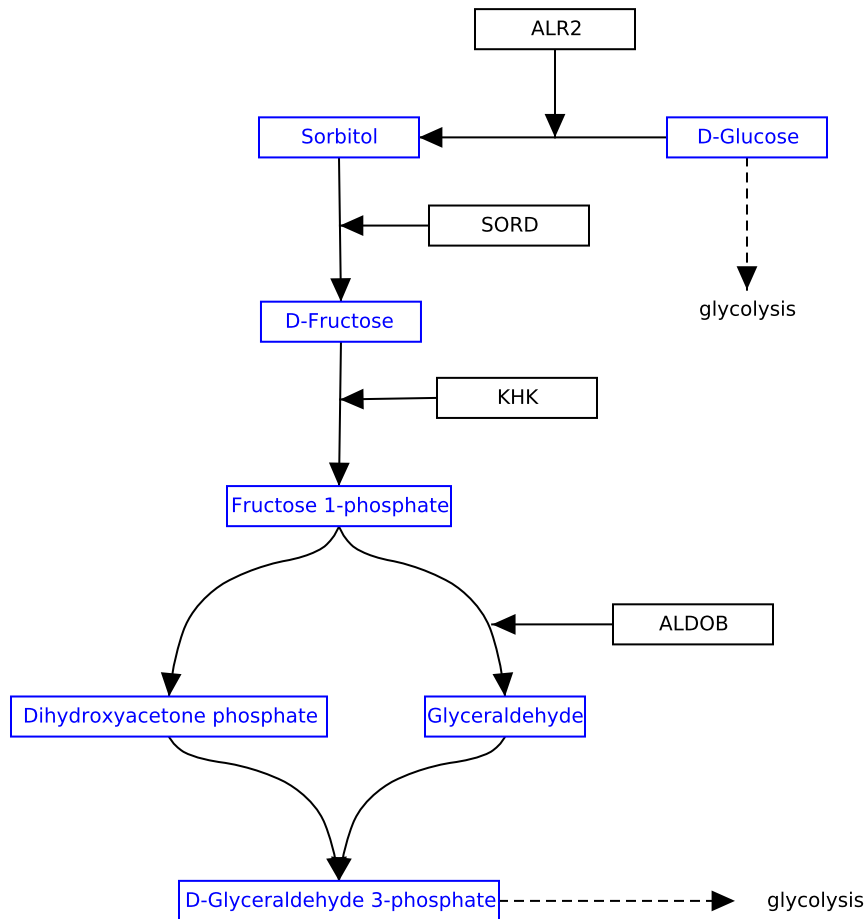 ALR2
Sorbitol
D-Glucose
SORD
glycolysis
D-Fructose
KHK
Fructose 1-phosphate
ALDOB
Dihydroxyacetone phosphate
Glyceraldehyde
D-Glyceraldehyde 3-phosphate
glycolysis